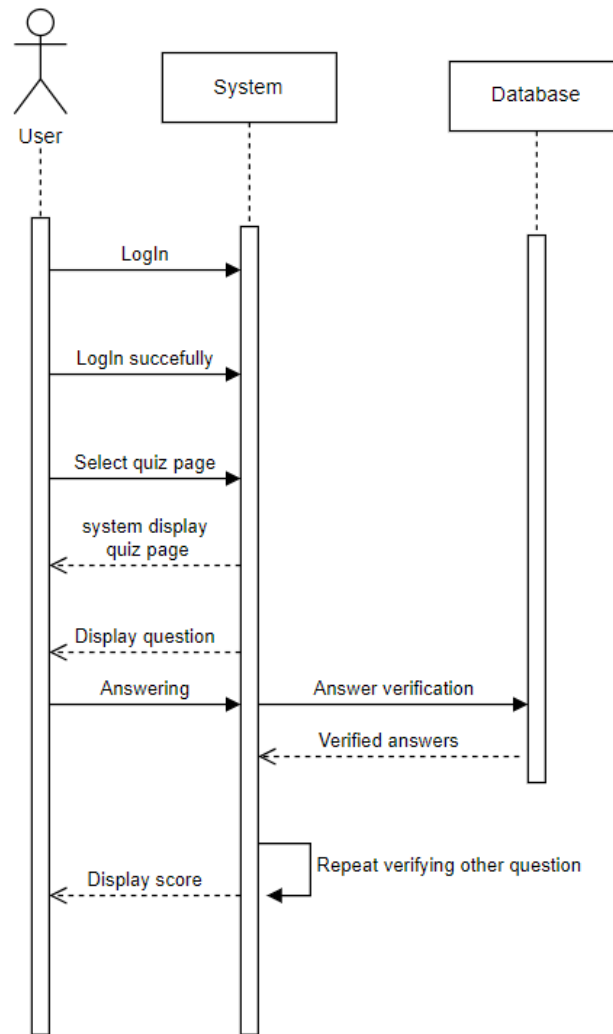 User
System
Database
LogIn
LogIn succefully
Select quiz page
system display
quiz page
Display question
Answering
Answer verification
Verified answers
Repeat verifying other question
Display score